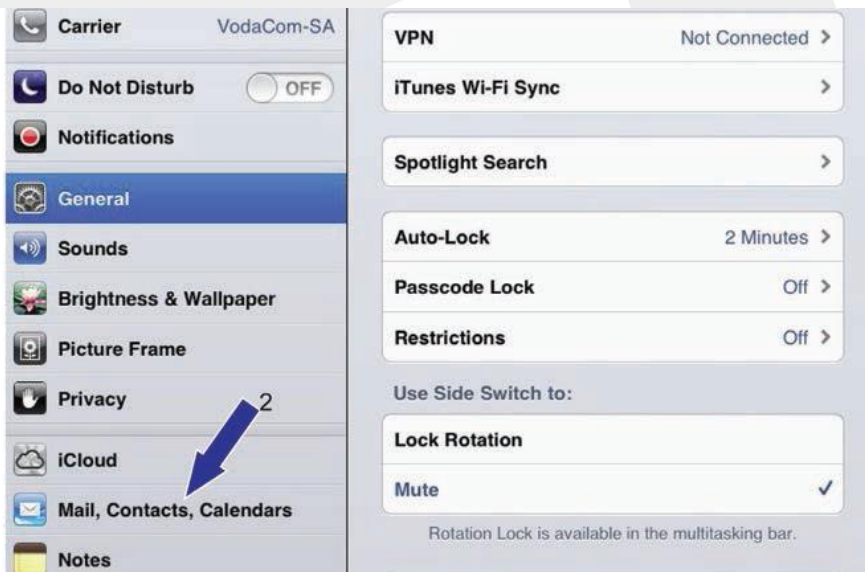 Carrier VodaCom-SA
Do Not Disturb OFF
Notifications
General
Sounds
Brightness & Wallpaper
Picture Frame
Privacy 2
iCloud
Mail, Contacts, Calendars
Notes
VPN Not Connected >
iTunes Wi-Fi Sync >
Spotlight Search >
Auto-Lock 2 Minutes >
Passcode Lock Off >
Restrictions Off >
Use Side Switch to:
Lock Rotation
Mute ✓
Rotation Lock is available in the multitasking bar.